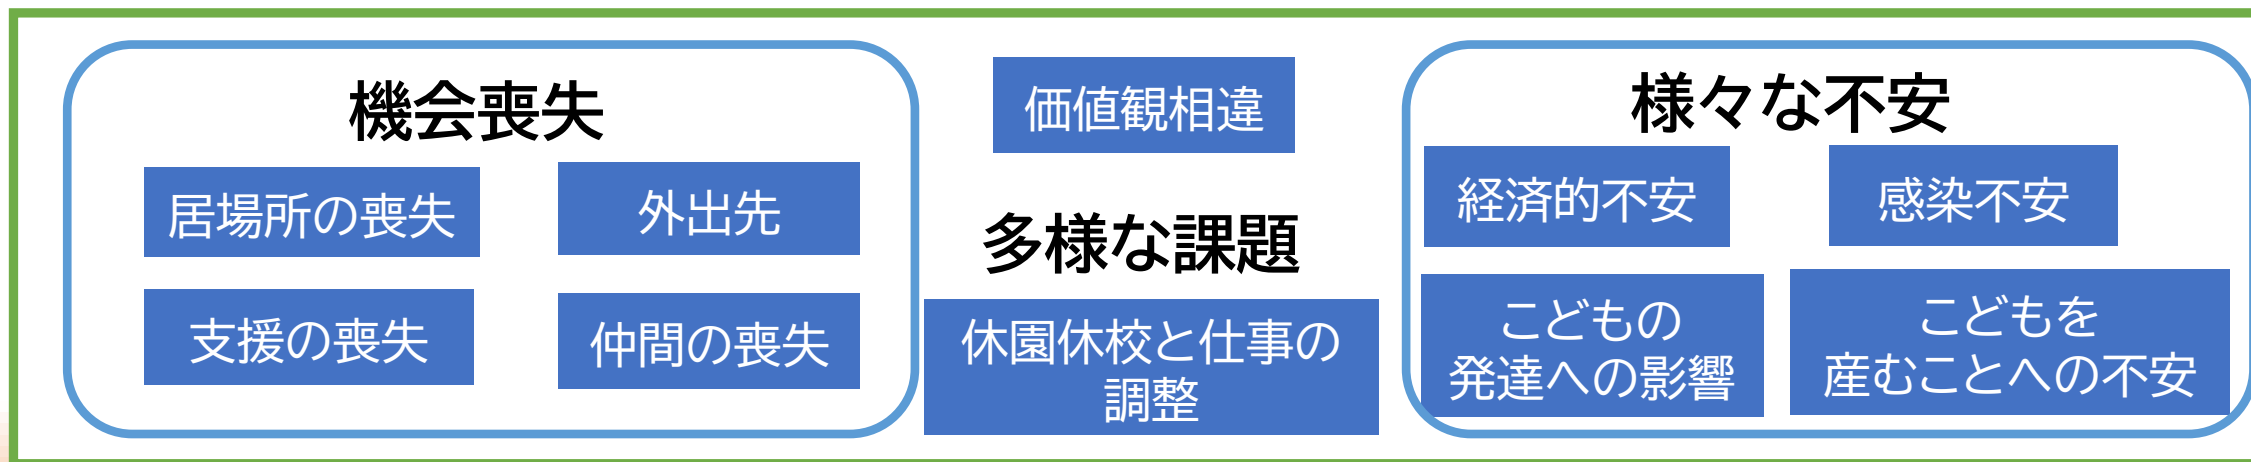 機会喪失
居場所の喪失
外出先
支援の喪失
仲間の喪失
価値観相違
多様な課題
休園休校と仕事の
調整
様々な不安
経済的不安
感染不安
こどもの
発達への影響
こどもを
産むことへの不安